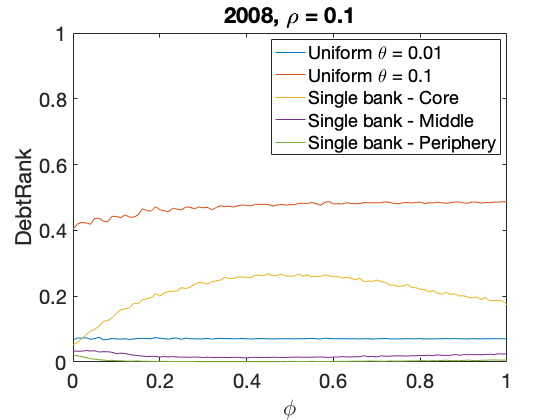 2008, ρ = 0.1
1
Uniform θ = 0.01
Uniform θ = 0.1
Single bank - Core
Single bank - Middle
Single bank - Periphery
0.8
0.6
DebtRank
0.4
0.2
0
0 0.2 0.4 0.6 0.8 1
ϕ